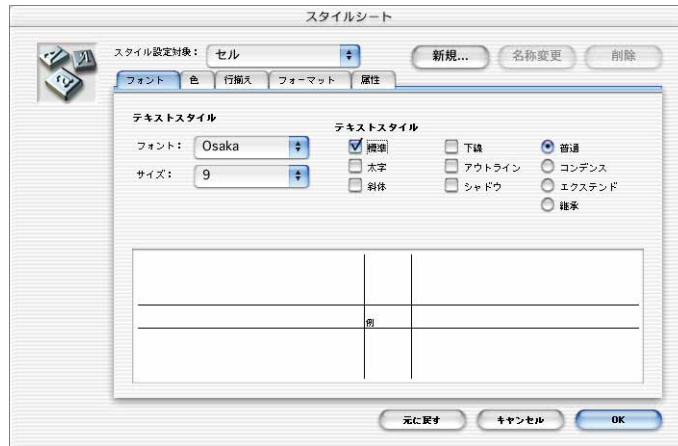 スタイルシート
スタイル設定対象: セル 新規... 名称変更 削除
フォント 色 行揃え フォーマット 属性
テキストスタイル
フォント: Osaka
サイズ: 9
テキストスタイル
標準 下線 普通
太字 アウトライン コンデンス
斜体 シャドウ エクステンド
継承
例
元に戻す キャンセル OK